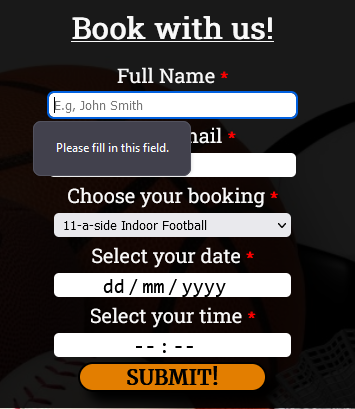 Book with us!
Full Name *
E.g, John Smith
Please fill in this field.
mail *
Choose your booking *
11-a-side Indoor Football
Select your date *
dd/mm/yyyy
Select your time *
--:--
SUBMIT!